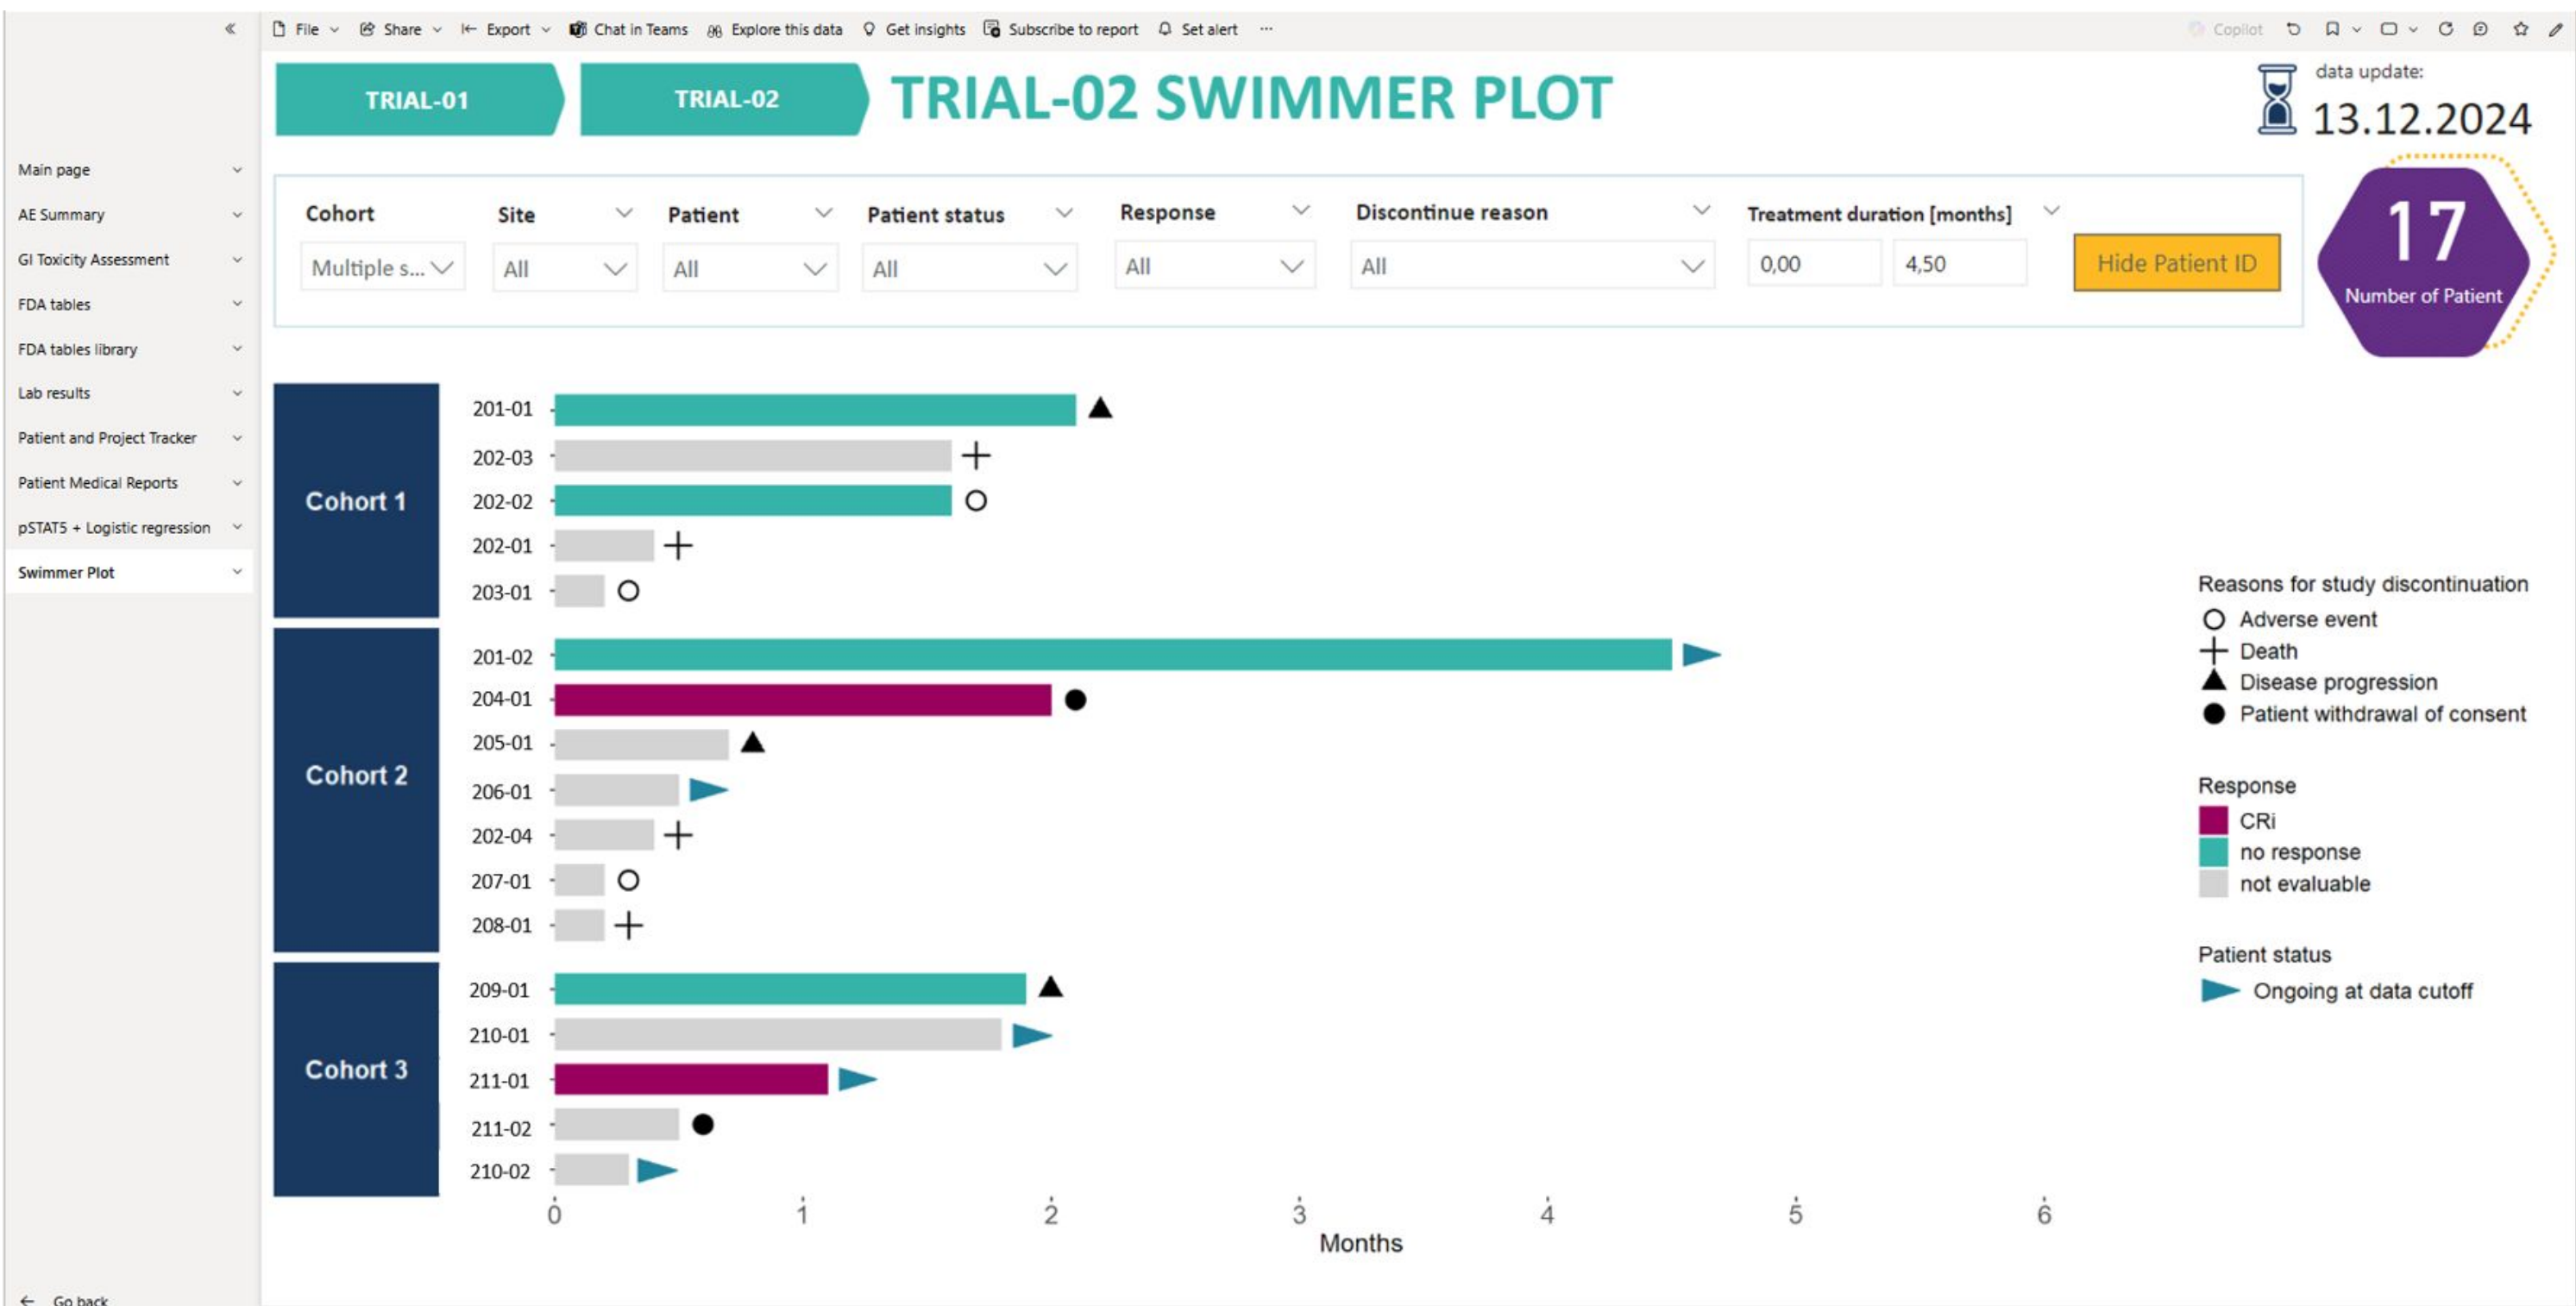 File Share Export Chat in Teams Explore this data Get insights Subscribe to report Set alert ... Copilot
TRIAL-01 TRIAL-02 TRIAL-02 SWIMMER PLOT
data update:
13.12.2024
Main page
AE Summary
GI Toxicity Assessment
FDA tables
FDA tables library
Lab results
Patient and Project Tracker
Patient Medical Reports
pSTAT5 + Logistic regression
Swimmer Plot
Go back
Cohort Site Patient Patient status Response Discontinue reason Treatment duration [months]
Multiple s... All All All All All 0,00 4,50 Hide Patient ID
17
Number of Patient
Cohort 1
201-01
202-03
202-02
202-01
203-01
Cohort 2
201-02
204-01
205-01
206-01
202-04
207-01
208-01
Cohort 3
209-01
210-01
211-01
211-02
210-02
0 1 2 3 4 5 6
Months
Reasons for study discontinuation
Adverse event
Death
Disease progression
Patient withdrawal of consent
Response
CRi
no response
not evaluable
Patient status
Ongoing at data cutoff